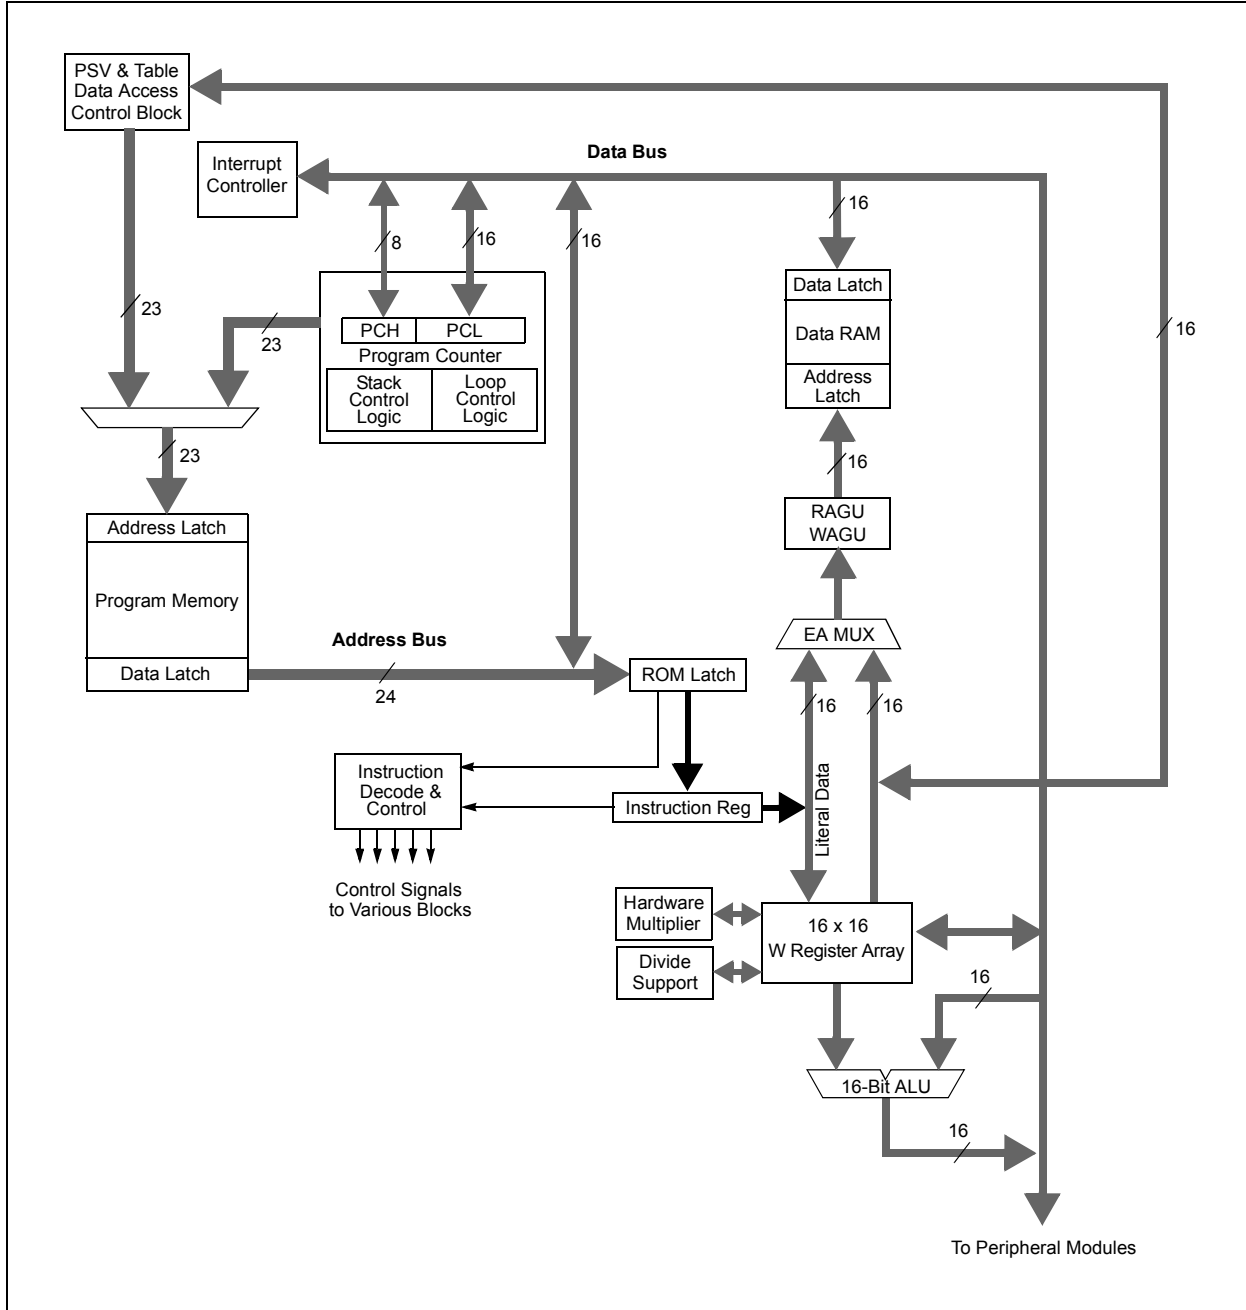 PSV & Table
Data Access
Control Block
Data Bus
Interrupt
Controller
16
8
16
16
Data Latch
23
23
16
PCH
PCL
Data RAM
Program Counter
Stack
Control
Logic
Loop
Control
Logic
Address
Latch
23
16
RAGU
WAGU
Address Latch
Program Memory
EA MUX
Address Bus
Data Latch
24
ROM Latch
16
16
Instruction
Decode &
Control
Instruction Reg
Literal Data
Control Signals
to Various Blocks
Hardware
Multiplier
16 x 16
W Register Array
Divide
Support
16
16-Bit ALU
16
To Peripheral Modules